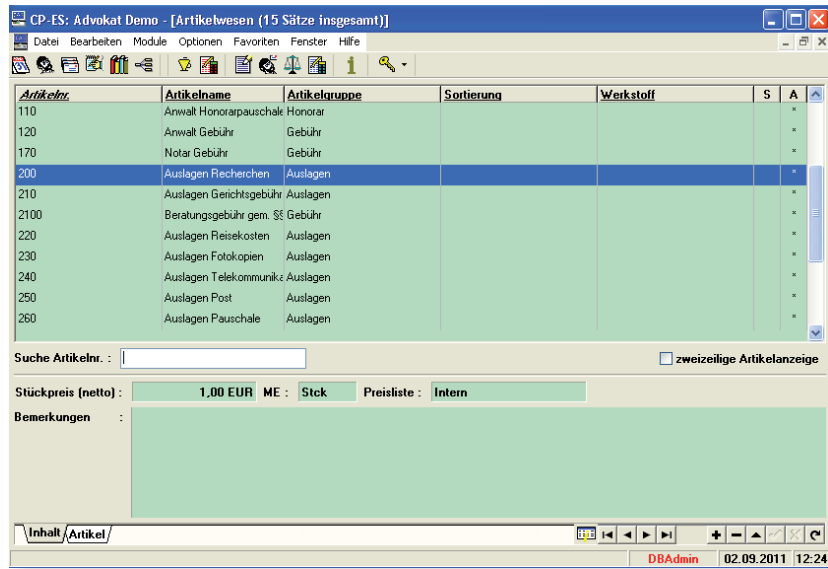 CP-ES: Advokat Demo - [Artikelwesen (15 Sätze insgesamt)]
Datei Bearbeiten Module Optionen Favoriten Fenster Hilfe
Artikelnr. Artikelname Artikelgruppe Sortierung Werkstoff S A
110 Anwalt Honorarpauschale Honorar *
120 Anwalt Gebühr Gebühr *
170 Notar Gebühr Gebühr *
200 Auslagen Recherchen Auslagen *
210 Auslagen Gerichtsgebühr Auslagen *
2100 Beratungsgebühr gem. §§ Gebühr *
220 Auslagen Reisekosten Auslagen *
230 Auslagen Fotokopien Auslagen *
240 Auslagen Telekommunika Auslagen *
250 Auslagen Post Auslagen *
260 Auslagen Pauschale Auslagen *
Suche Artikelnr. : zweizeilige Artikelanzeige
Stückpreis (netto) : 1,00 EUR ME : Stck Preisliste : Intern
Bemerkungen :
Inhalt Artikel
DBAdmin 02.09.2011 12:24